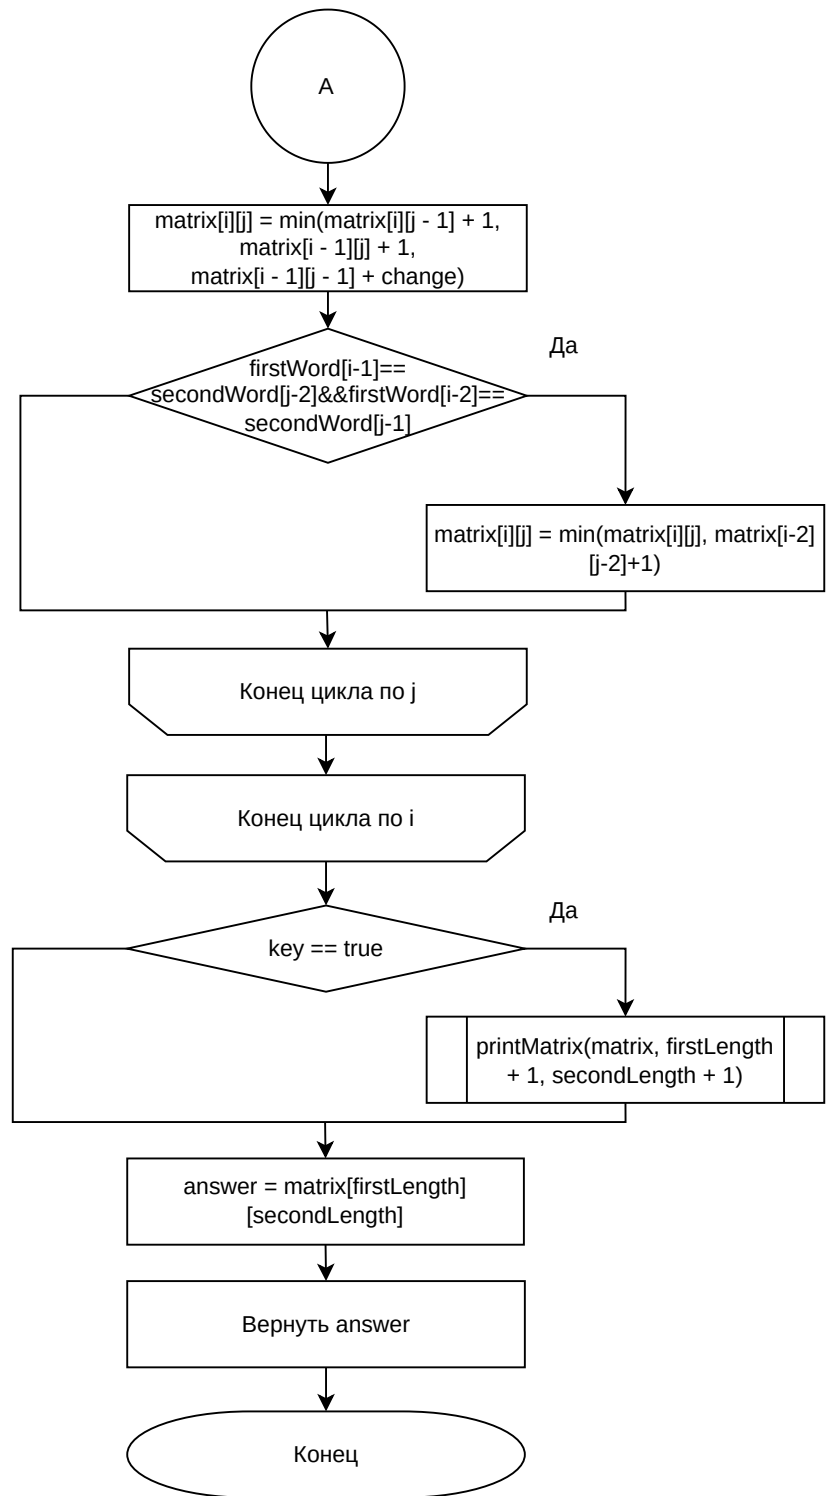 A
matrix[i][j] = min(matrix[i][j - 1] + 1,
matrix[i - 1][j] + 1,
matrix[i - 1][j - 1] + change)
Да
firstWord[i-1]==
secondWord[j-2]&&firstWord[i-2]==
secondWord[j-1]
matrix[i][j] = min(matrix[i][j], matrix[i-2]
[j-2]+1)
Конец цикла по j
Конец цикла по i
Да
key == true
printMatrix(matrix, firstLength
+ 1, secondLength + 1)
answer = matrix[firstLength]
[secondLength]
Вернуть answer
Конец